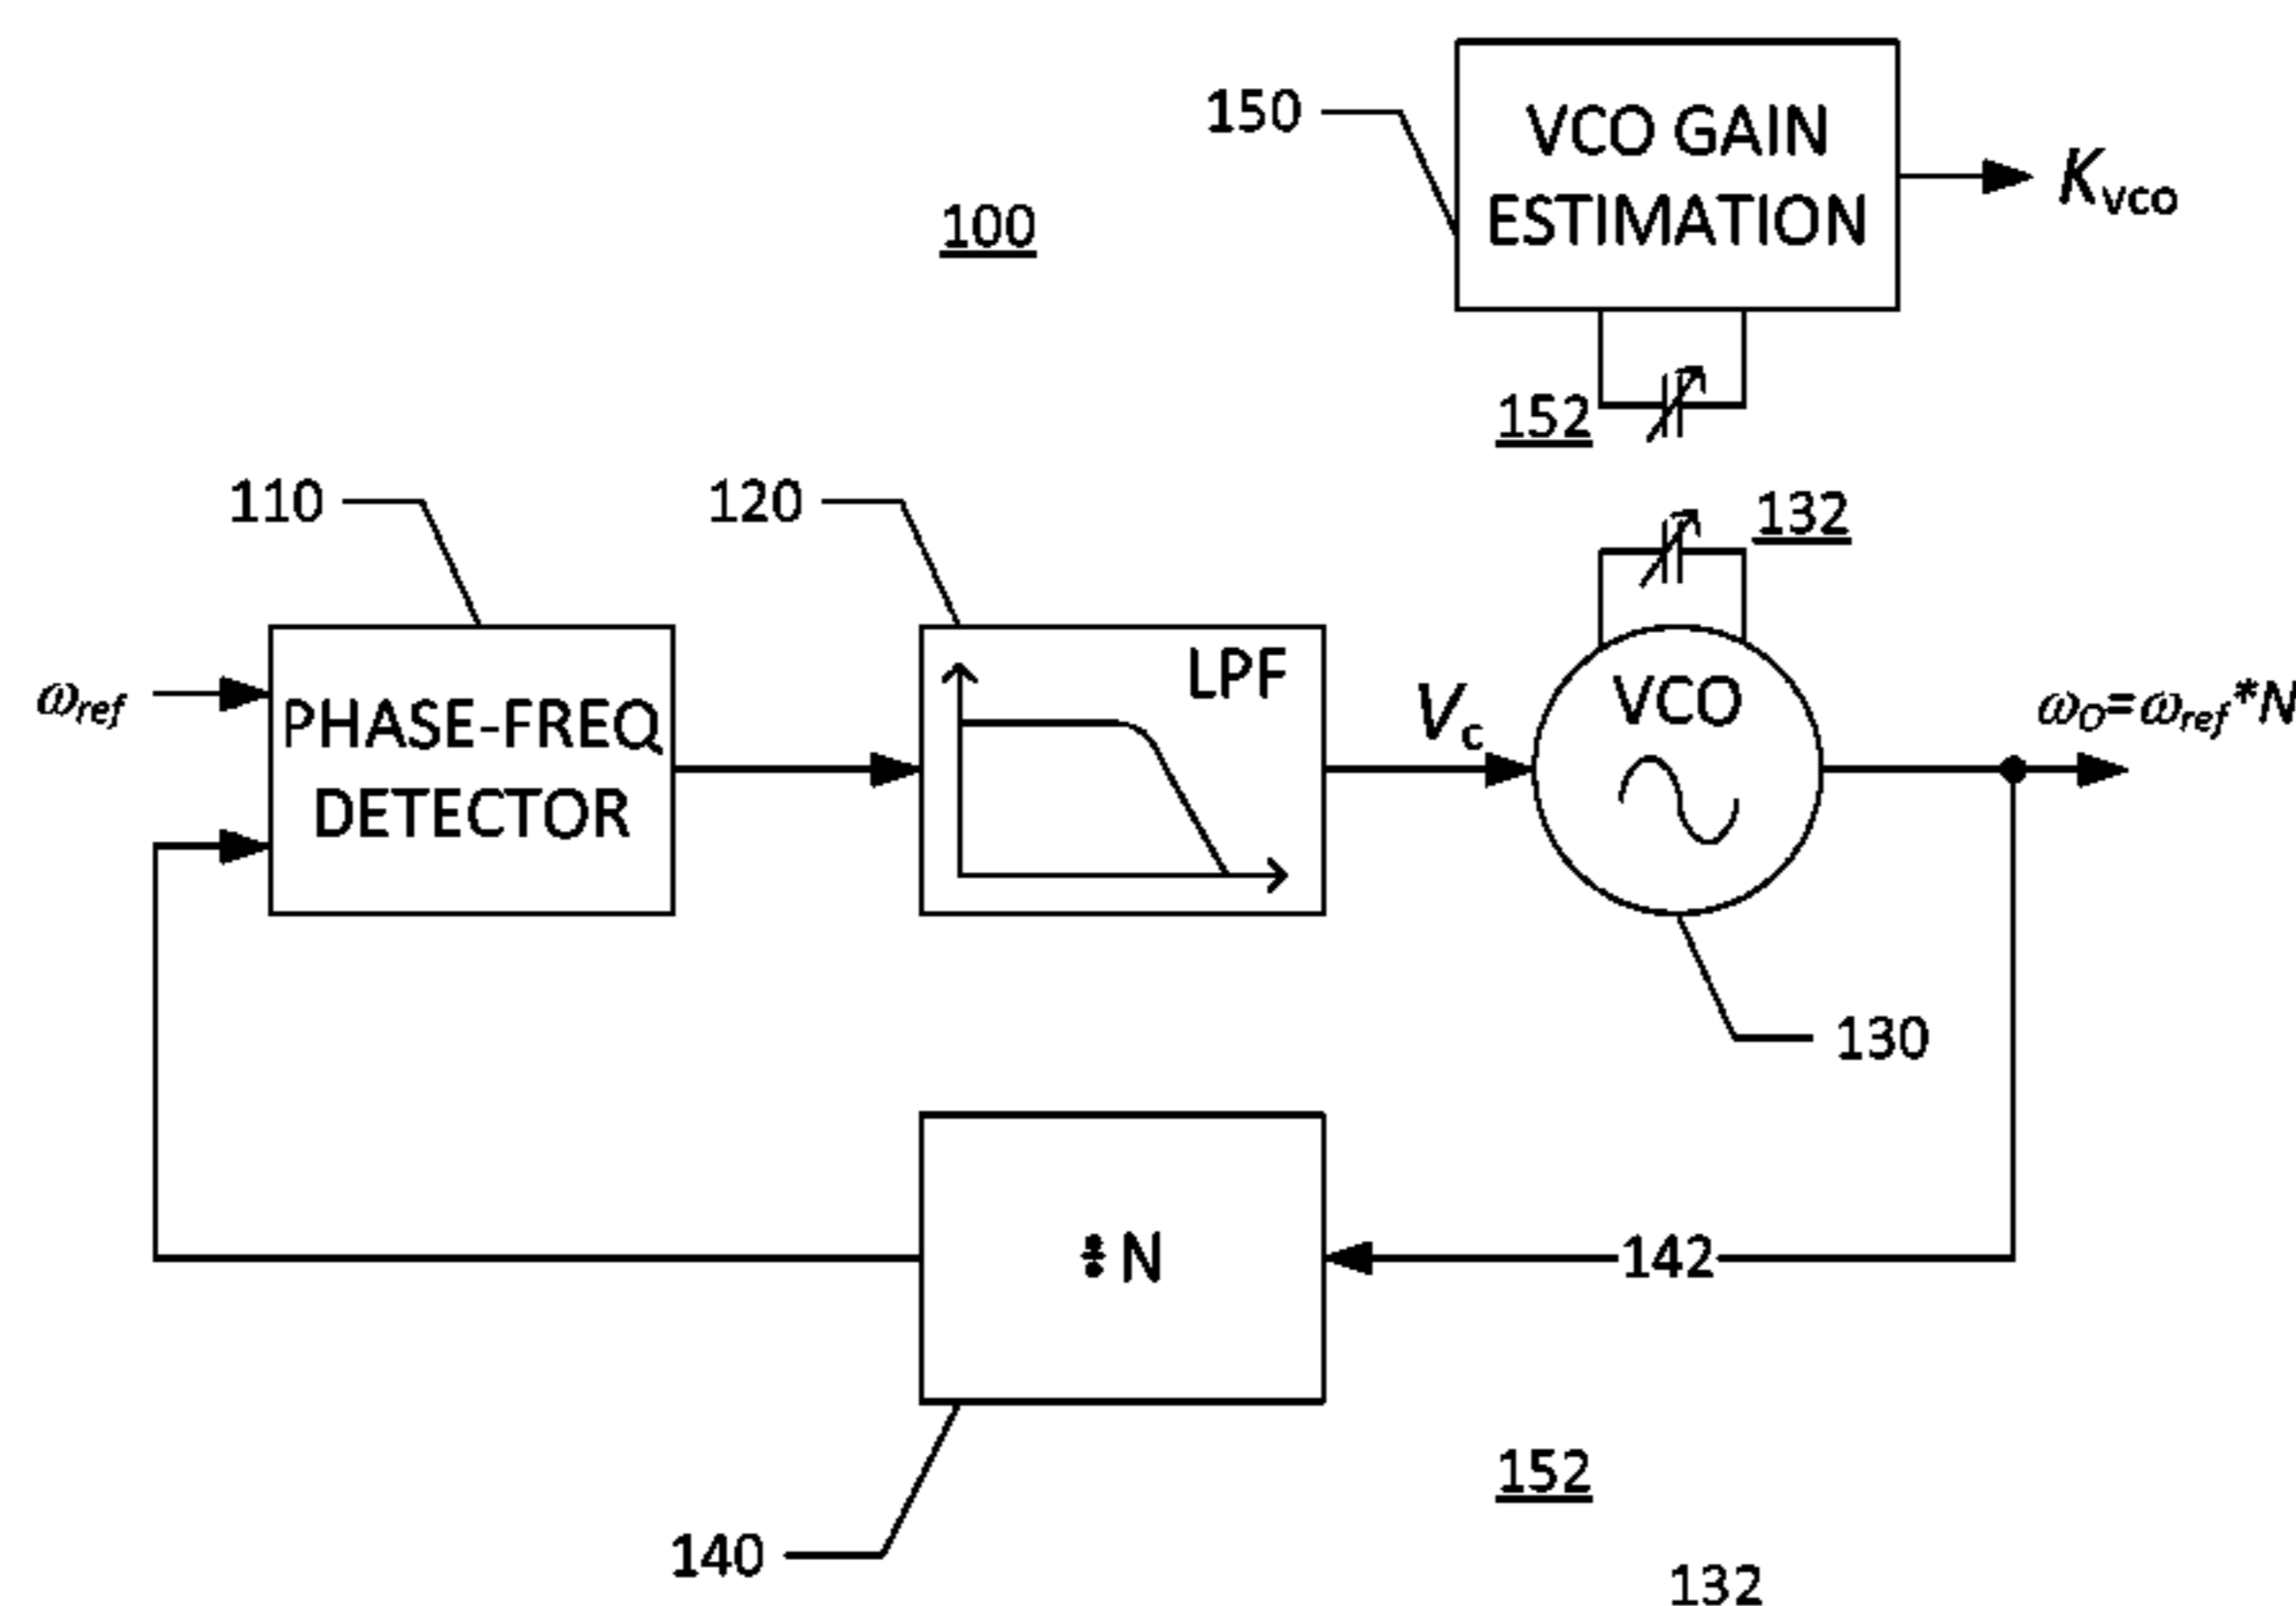 150
VCO GAIN
ESTIMATION
Kvco
100
152
132
110
120
LPF
ωref
PHASE-FREQ
DETECTOR
Vc
VCO
ωO=ωref*N
130
÷N
142
152
140
132